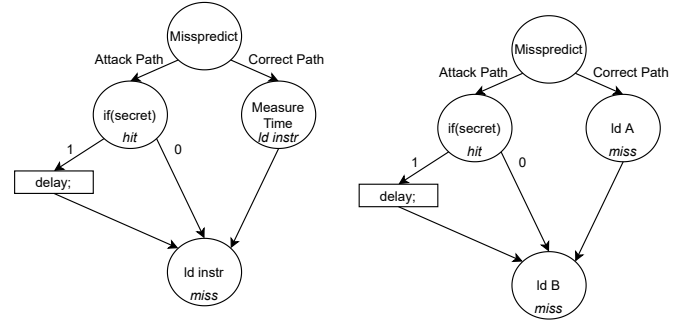 Misspredict
Attack Path
Correct Path
if(secret)
hit
Measure
Time
ld instr
1
0
delay;
ld instr
miss
Misspredict
Attack Path
Correct Path
if(secret)
hit
ld A
miss
1
0
delay;
ld B
miss